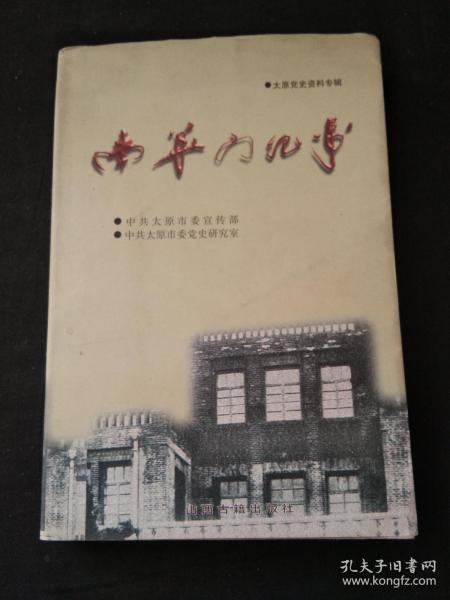 ●太原党史资料专辑
南华门纪事
●中共太原市委宣传部
●中共太原市委党史研究室
山西古籍出版社
孔夫子旧书网
www.kongfz.com